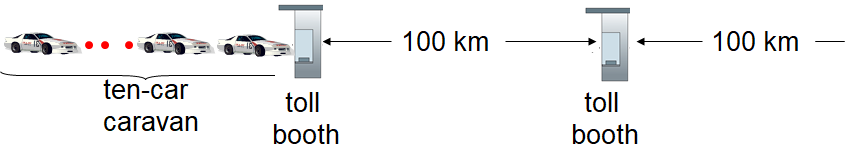 100 km
100 km
ten-car
caravan
toll
booth
toll
booth